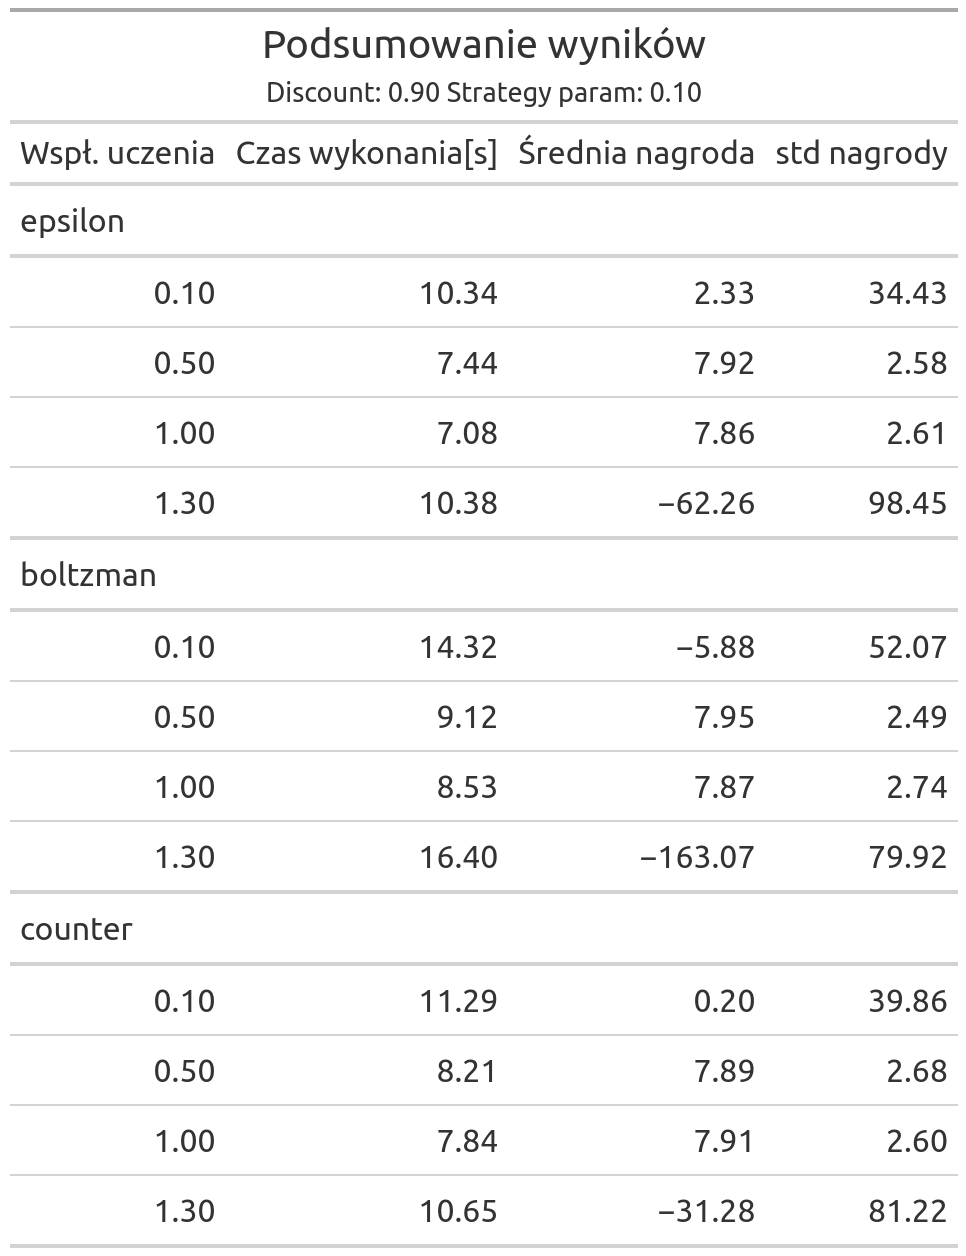 Podsumowanie wyników
Discount: 0.90 Strategy param: 0.10
Wspł. uczenia Czas wykonania[s] Średnia nagroda std nagrody
epsilon
0.10 10.34 2.33 34.43
0.50 7.44 7.92 2.58
1.00 7.08 7.86 2.61
1.30 10.38 −62.26 98.45
boltzman
0.10 14.32 −5.88 52.07
0.50 9.12 7.95 2.49
1.00 8.53 7.87 2.74
1.30 16.40 −163.07 79.92
counter
0.10 11.29 0.20 39.86
0.50 8.21 7.89 2.68
1.00 7.84 7.91 2.60
1.30 10.65 −31.28 81.22